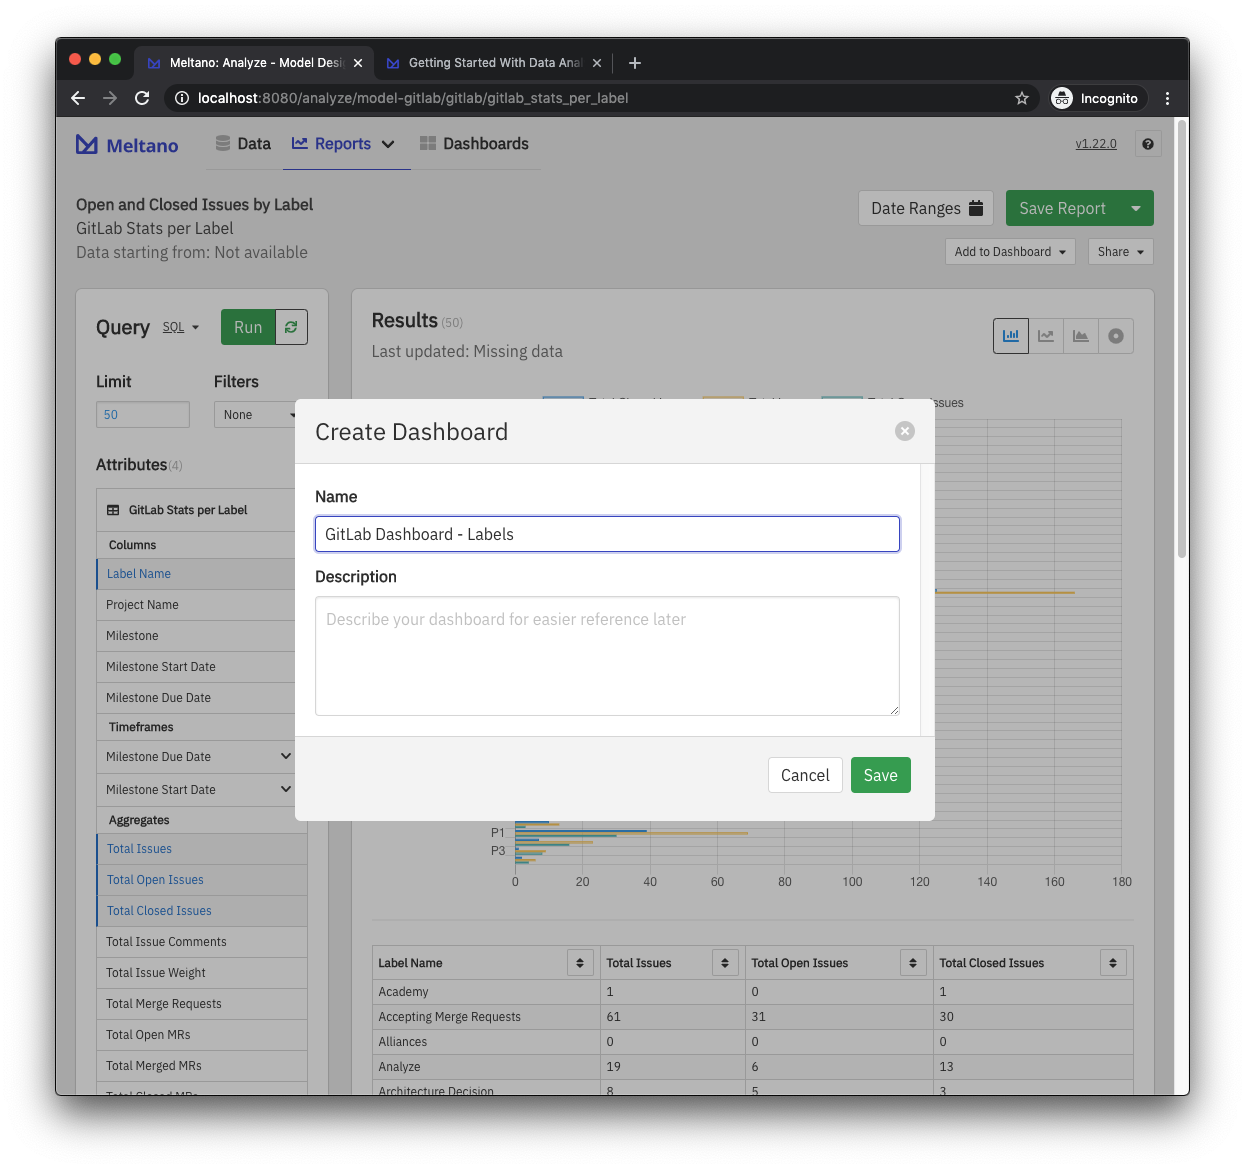 Meltano: Analyze - Model Desi
Getting Started With Data Anal
localhost:8080/analyze/model-gitlab/gitlab/gitlab_stats_per_label
Incognito
Meltano
Data
Reports
Dashboards
v1.22.0
Open and Closed Issues by Label
GitLab Stats per Label
Data starting from: Not available
Date Ranges
Save Report
Add to Dashboard
Share
Query
SQL
Run
Results (50)
Last updated: Missing data
Limit
Filters
50
None
Attributes(4)
GitLab Stats per Label
Columns
Label Name
Project Name
Milestone
Milestone Start Date
Milestone Due Date
Timeframes
Milestone Due Date
Milestone Start Date
Aggregates
Total Issues
Total Open Issues
Total Closed Issues
Total Issue Comments
Total Issue Weight
Total Merge Requests
Total Open MRs
Total Merged MRs
Total Closed MRs
Create Dashboard
Name
GitLab Dashboard - Labels
Description
Describe your dashboard for easier reference later
Cancel
Save
P1
P3
0 20 40 60 80 100 120 140 160 180
Label Name Total Issues Total Open Issues Total Closed Issues
Academy 1 0 1
Accepting Merge Requests 61 31 30
Alliances 0 0 0
Analyze 19 6 13
Architecture Decision 8 5 3